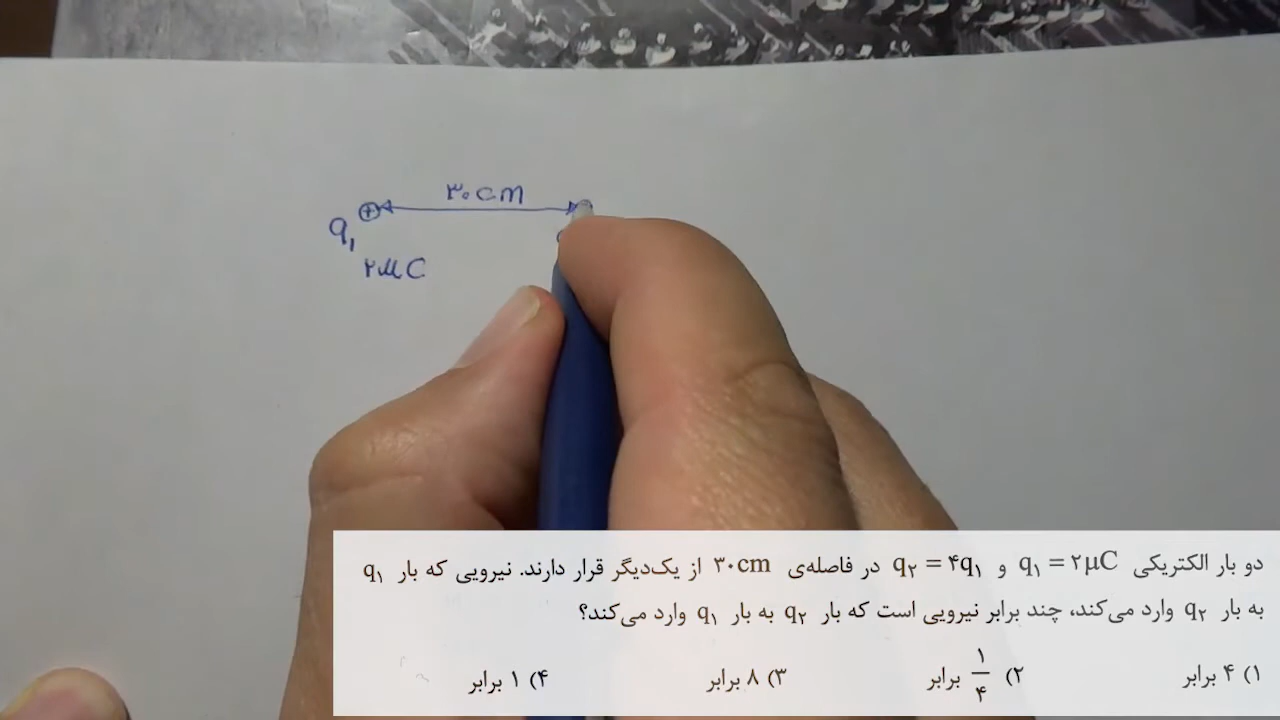 ۳۰cm
q۱
۲μC
دو بار الکتریکی q۱ = ۲μC و q۲ = ۴q۱ در فاصله‌ی ۳۰cm از یک‌دیگر قرار دارند. نیرویی که بار q۱
به بار q۲ وارد می‌کند، چند برابر نیرویی است که بار q۲ به بار q۱ وارد می‌کند؟
۱) ۴ برابر ۲) ۱/۴ برابر ۳) ۸ برابر ۴) ۱ برابر